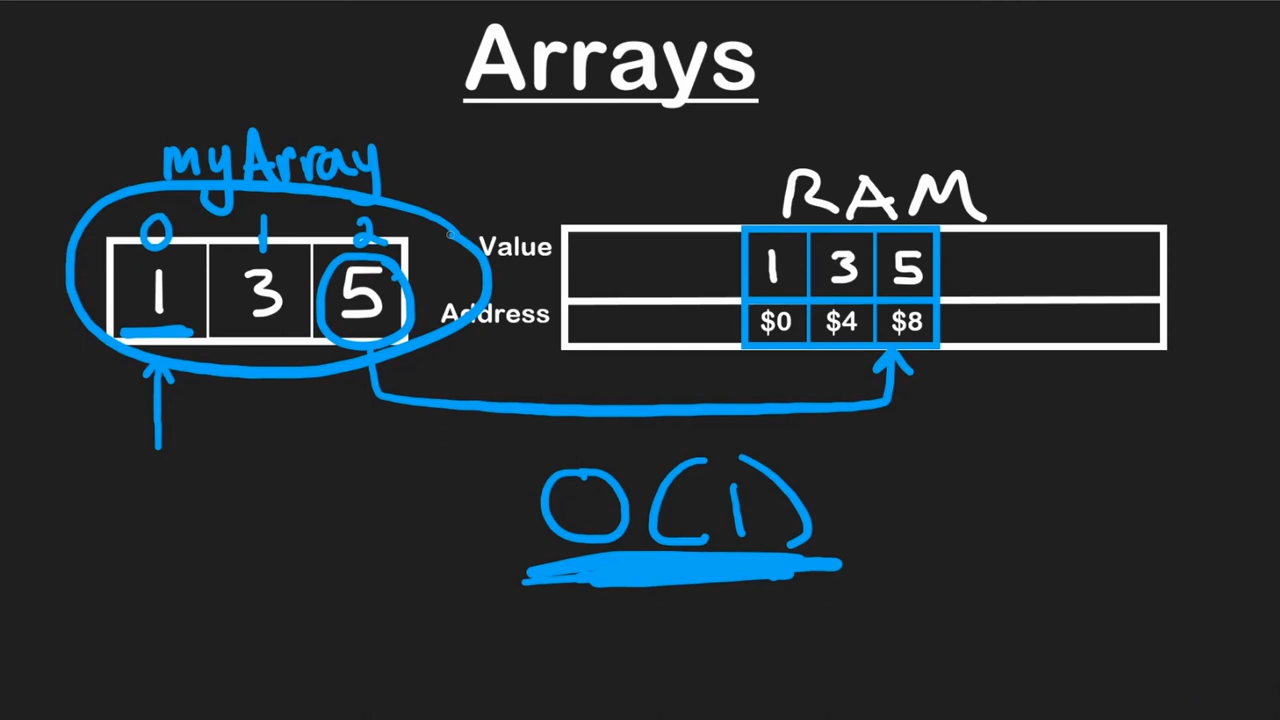 Arrays
myArray
RAM
0 1 2
Value
1 3 5
1 3 5
Address
$0 $4 $8
O(1)